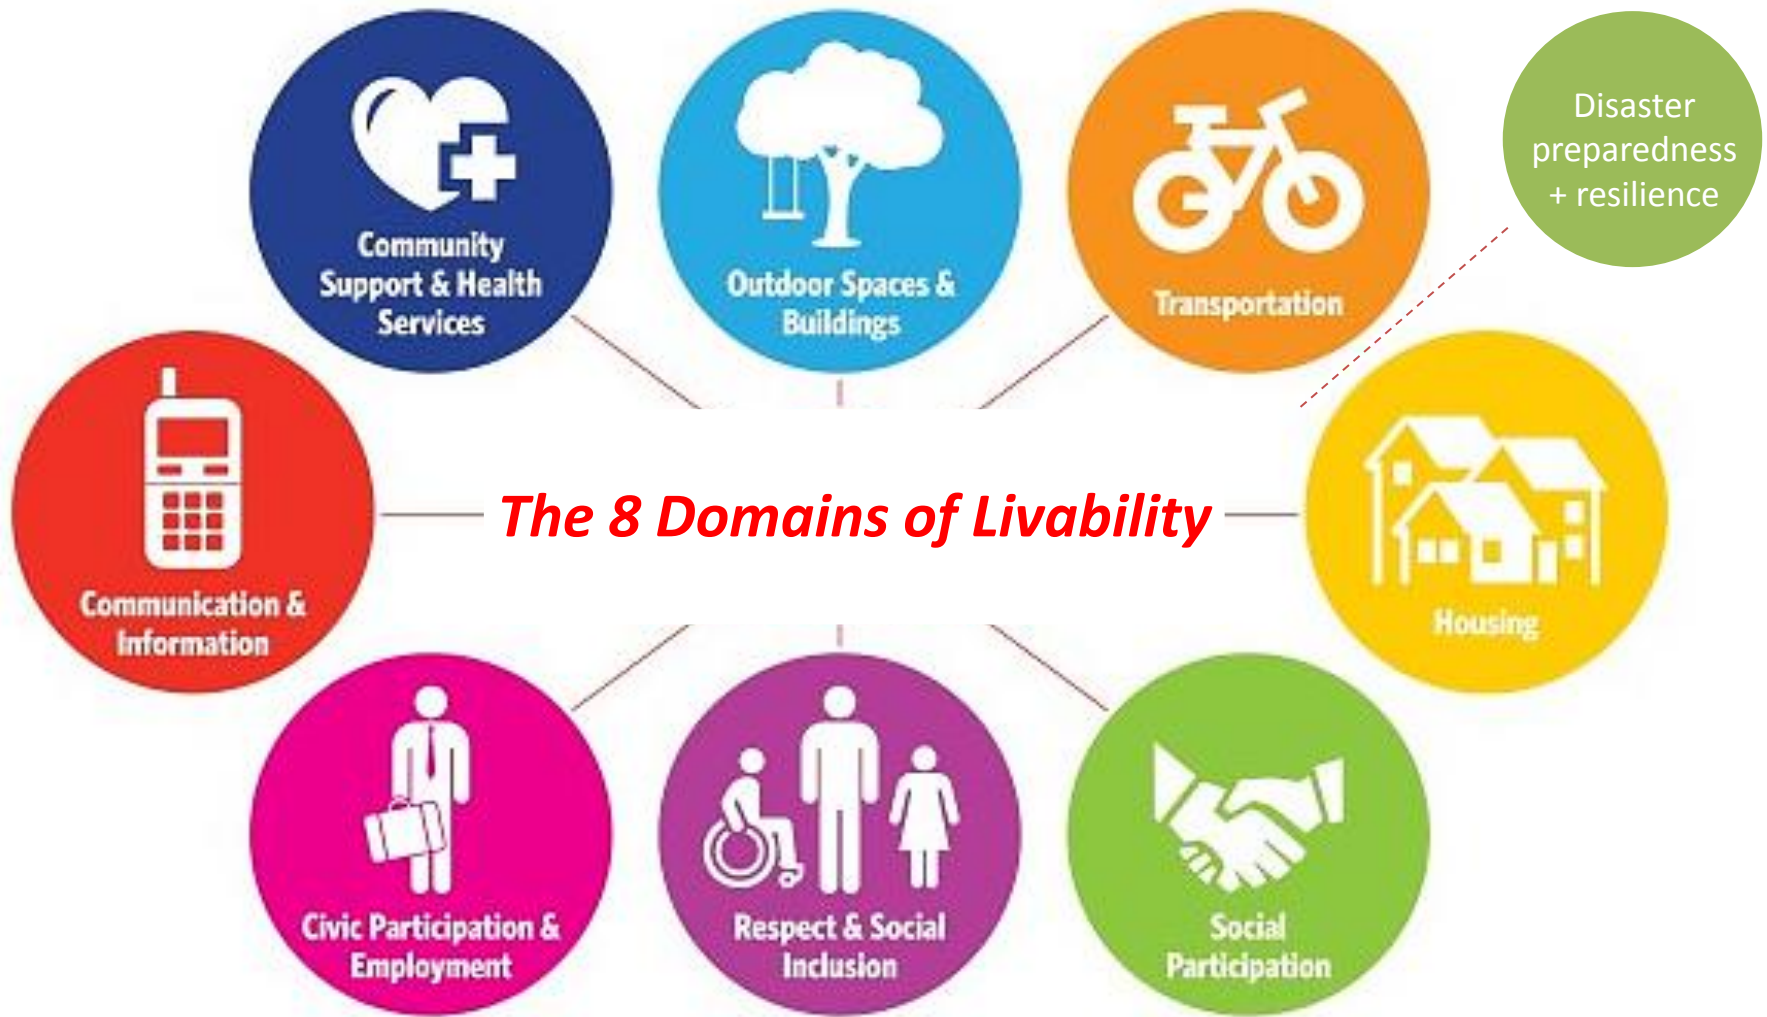 Community
Support & Health
Services
Outdoor Spaces &
Buildings
Transportation
Disaster
preparedness
+ resilience
Communication &
Information
The 8 Domains of Livability
Housing
Civic Participation &
Employment
Respect & Social
Inclusion
Social
Participation